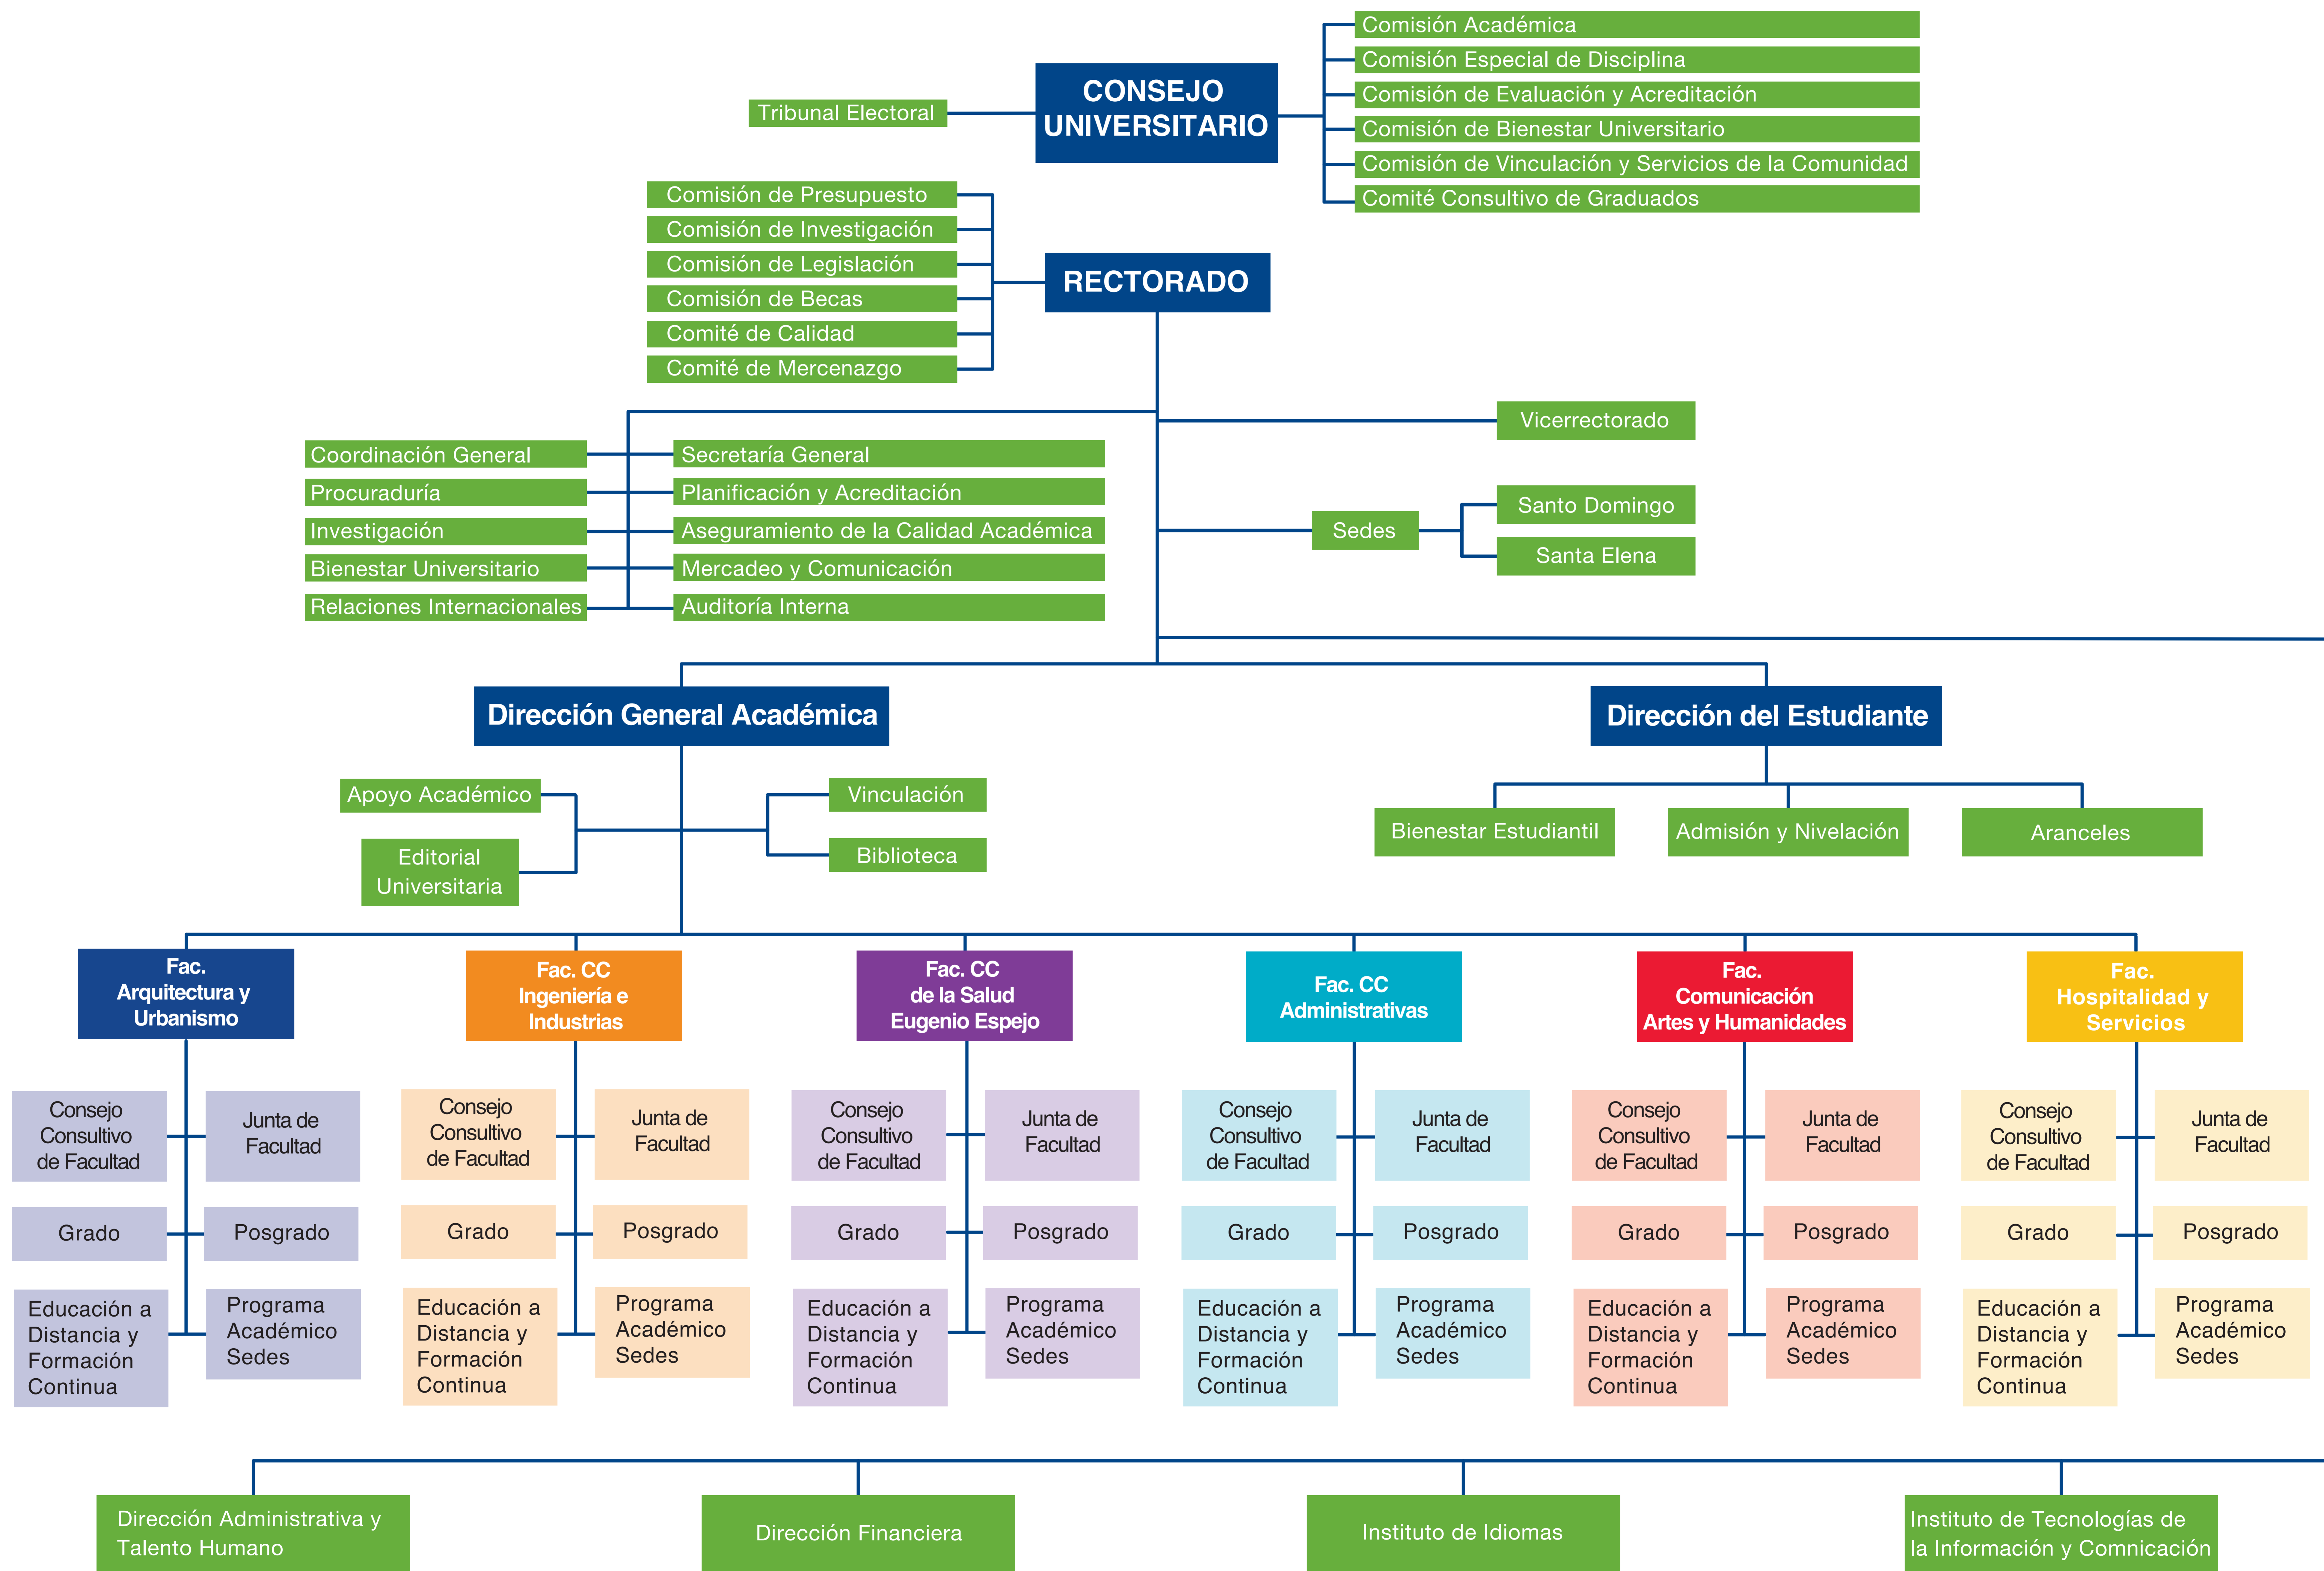 Comisión Académica
Comisión Especial de Disciplina
Comisión de Evaluación y Acreditación
Comisión de Bienestar Universitario
Comisión de Vinculación y Servicios de la Comunidad
Comité Consultivo de Graduados
CONSEJO
UNIVERSITARIO
Tribunal Electoral
Comisión de Presupuesto
Comisión de Investigación
Comisión de Legislación
Comisión de Becas
Comité de Calidad
Comité de Mercenazgo
RECTORADO
Vicerrectorado
Coordinación General
Procuraduría
Investigación
Bienestar Universitario
Relaciones Internacionales
Secretaría General
Planificación y Acreditación
Aseguramiento de la Calidad Académica
Mercadeo y Comunicación
Auditoría Interna
Sedes
Santo Domingo
Santa Elena
Dirección General Académica
Dirección del Estudiante
Apoyo Académico
Editorial
Universitaria
Vinculación
Biblioteca
Bienestar Estudiantil
Admisión y Nivelación
Aranceles
Fac.
Arquitectura y
Urbanismo
Fac. CC
Ingeniería e
Industrias
Fac. CC
de la Salud
Eugenio Espejo
Fac. CC
Administrativas
Fac.
Comunicación
Artes y Humanidades
Fac.
Hospitalidad y
Servicios
Consejo
Consultivo
de Facultad
Junta de
Facultad
Grado
Posgrado
Educación a
Distancia y
Formación
Continua
Programa
Académico
Sedes
Consejo
Consultivo
de Facultad
Junta de
Facultad
Grado
Posgrado
Educación a
Distancia y
Formación
Continua
Programa
Académico
Sedes
Consejo
Consultivo
de Facultad
Junta de
Facultad
Grado
Posgrado
Educación a
Distancia y
Formación
Continua
Programa
Académico
Sedes
Consejo
Consultivo
de Facultad
Junta de
Facultad
Grado
Posgrado
Educación a
Distancia y
Formación
Continua
Programa
Académico
Sedes
Consejo
Consultivo
de Facultad
Junta de
Facultad
Grado
Posgrado
Educación a
Distancia y
Formación
Continua
Programa
Académico
Sedes
Consejo
Consultivo
de Facultad
Junta de
Facultad
Grado
Posgrado
Educación a
Distancia y
Formación
Continua
Programa
Académico
Sedes
Dirección Administrativa y
Talento Humano
Dirección Financiera
Instituto de Idiomas
Instituto de Tecnologías de
la Información y Comnicación